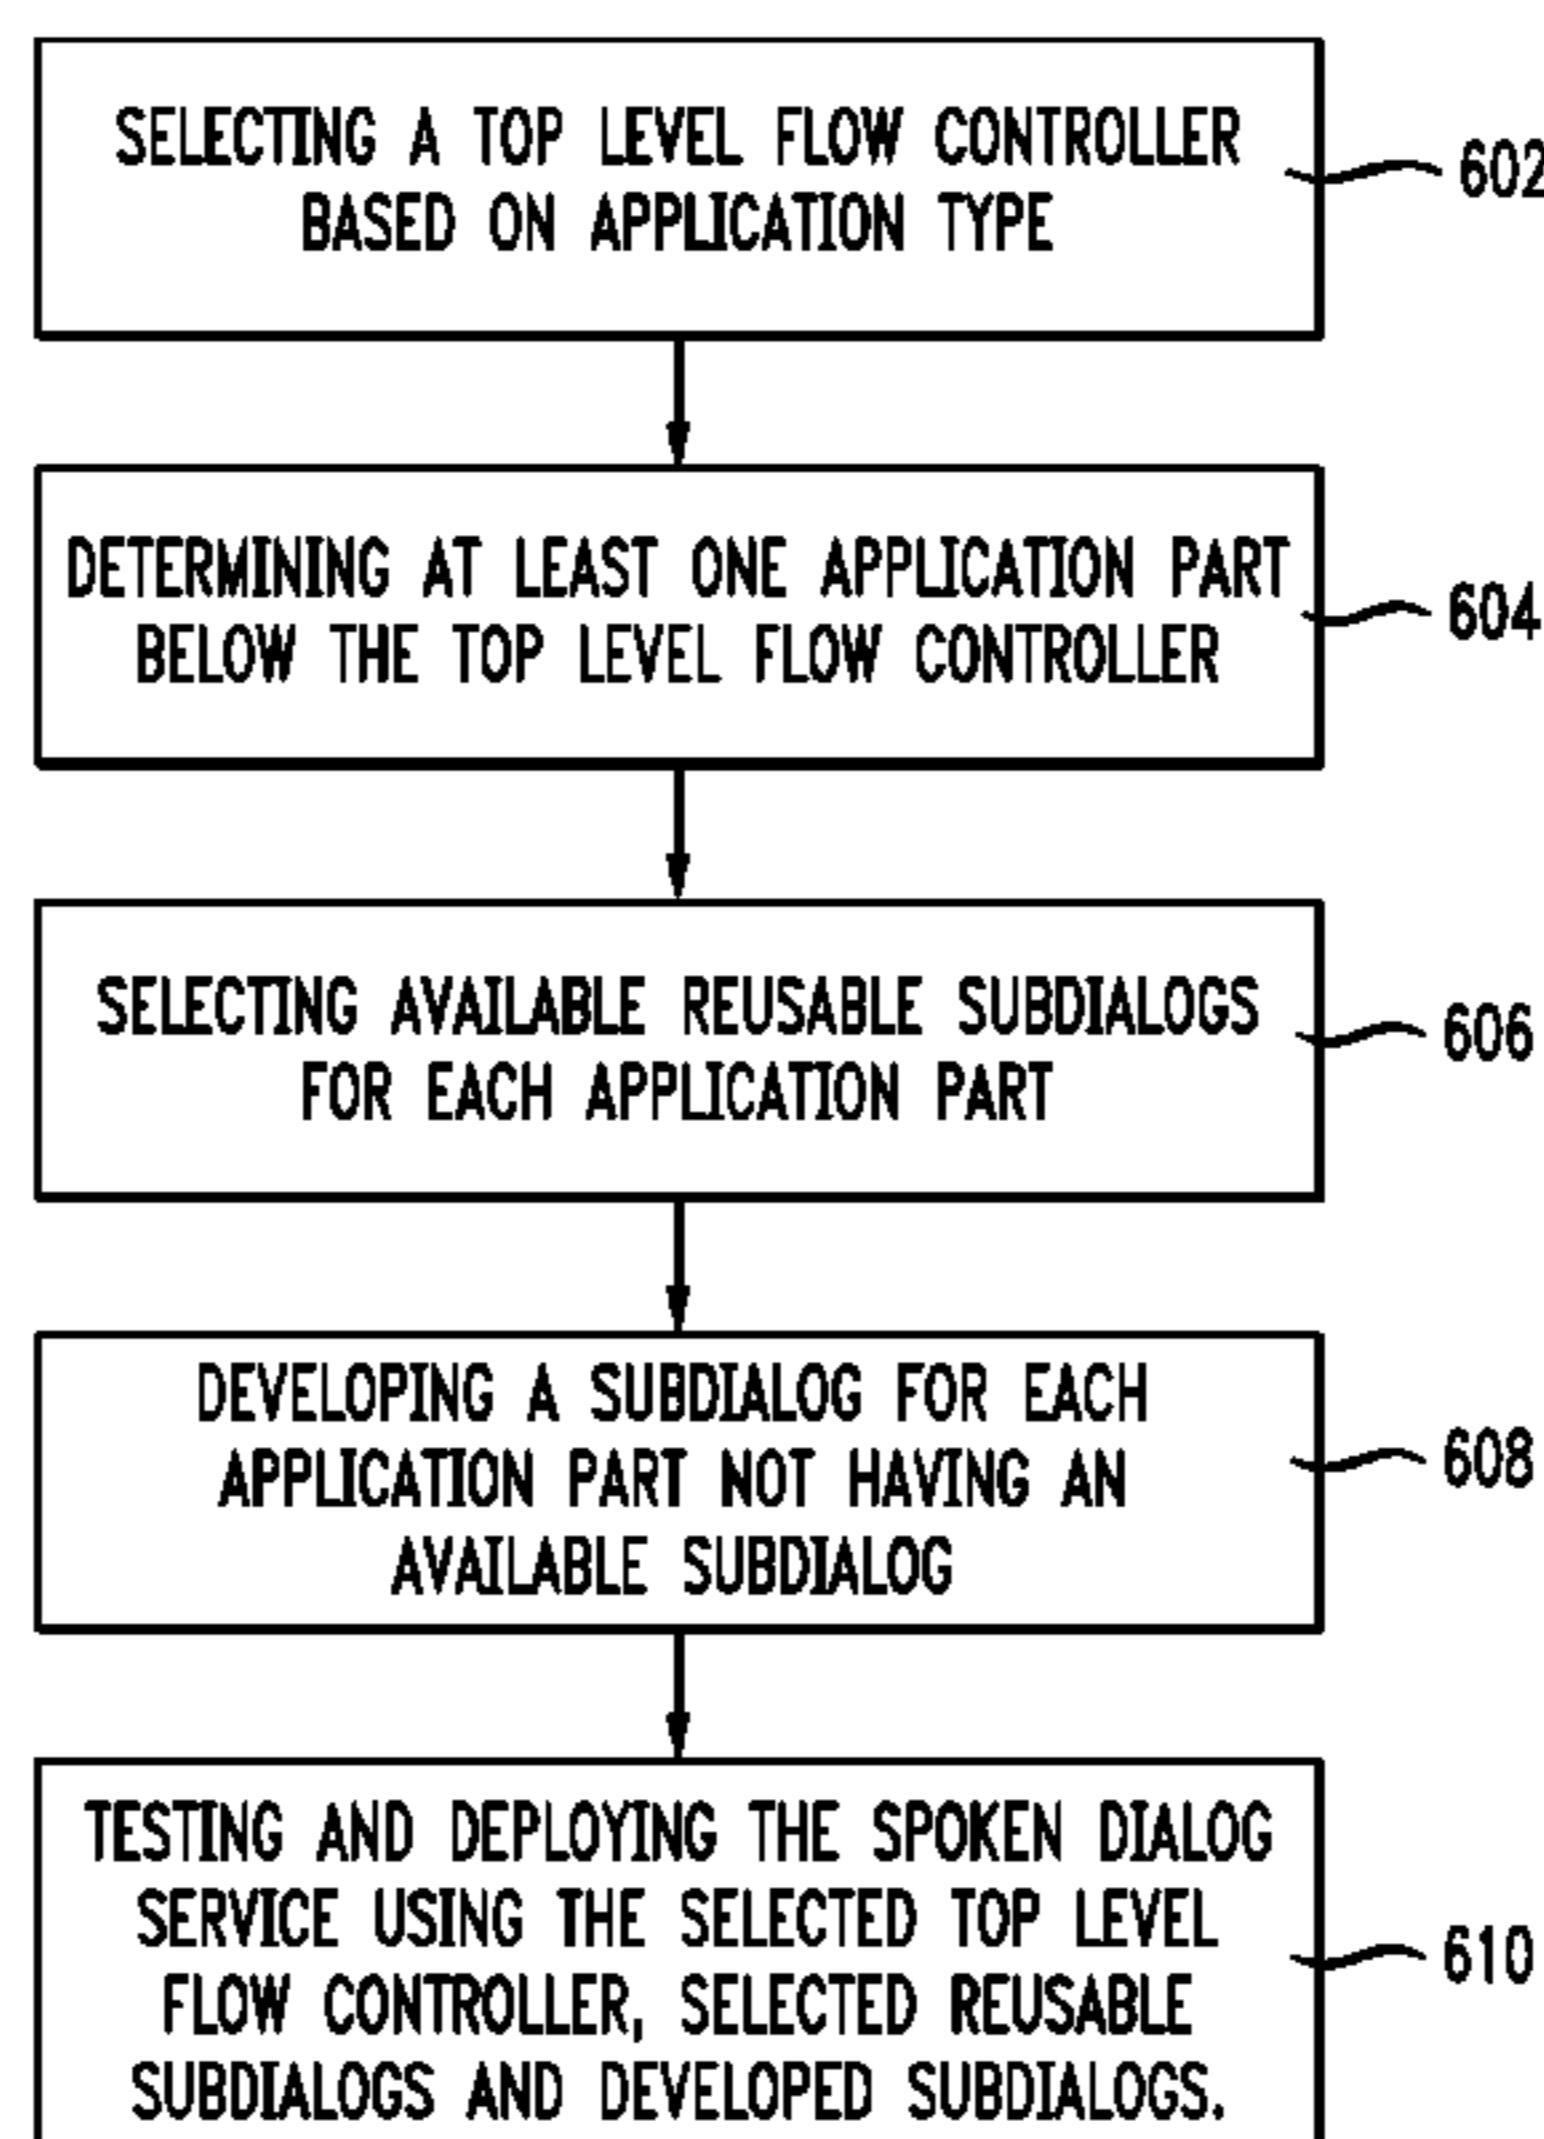 SELECTING A TOP LEVEL FLOW CONTROLLER
BASED ON APPLICATION TYPE
602
DETERMINING AT LEAST ONE APPLICATION PART
BELOW THE TOP LEVEL FLOW CONTROLLER
604
SELECTING AVAILABLE REUSABLE SUBDIALOGS
FOR EACH APPLICATION PART
606
DEVELOPING A SUBDIALOG FOR EACH
APPLICATION PART NOT HAVING AN
AVAILABLE SUBDIALOG
608
TESTING AND DEPLOYING THE SPOKEN DIALOG
SERVICE USING THE SELECTED TOP LEVEL
FLOW CONTROLLER, SELECTED REUSABLE
SUBDIALOGS AND DEVELOPED SUBDIALOGS.
610